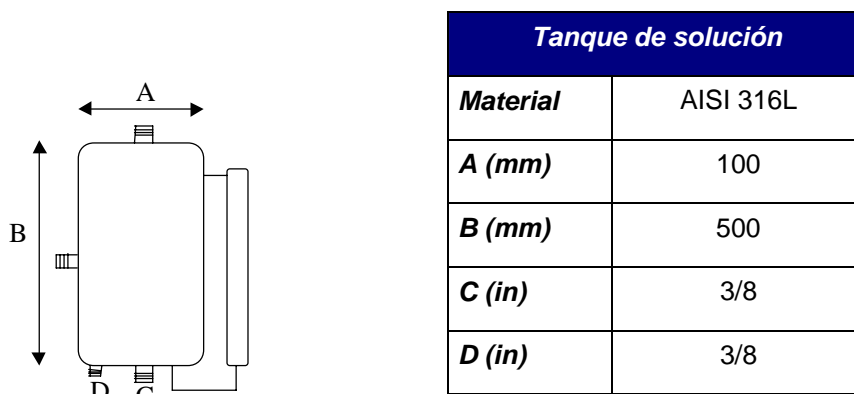 A
B
D
C
Tanque de solución
Material AISI 316L
A (mm) 100
B (mm) 500
C (in) 3/8
D (in) 3/8